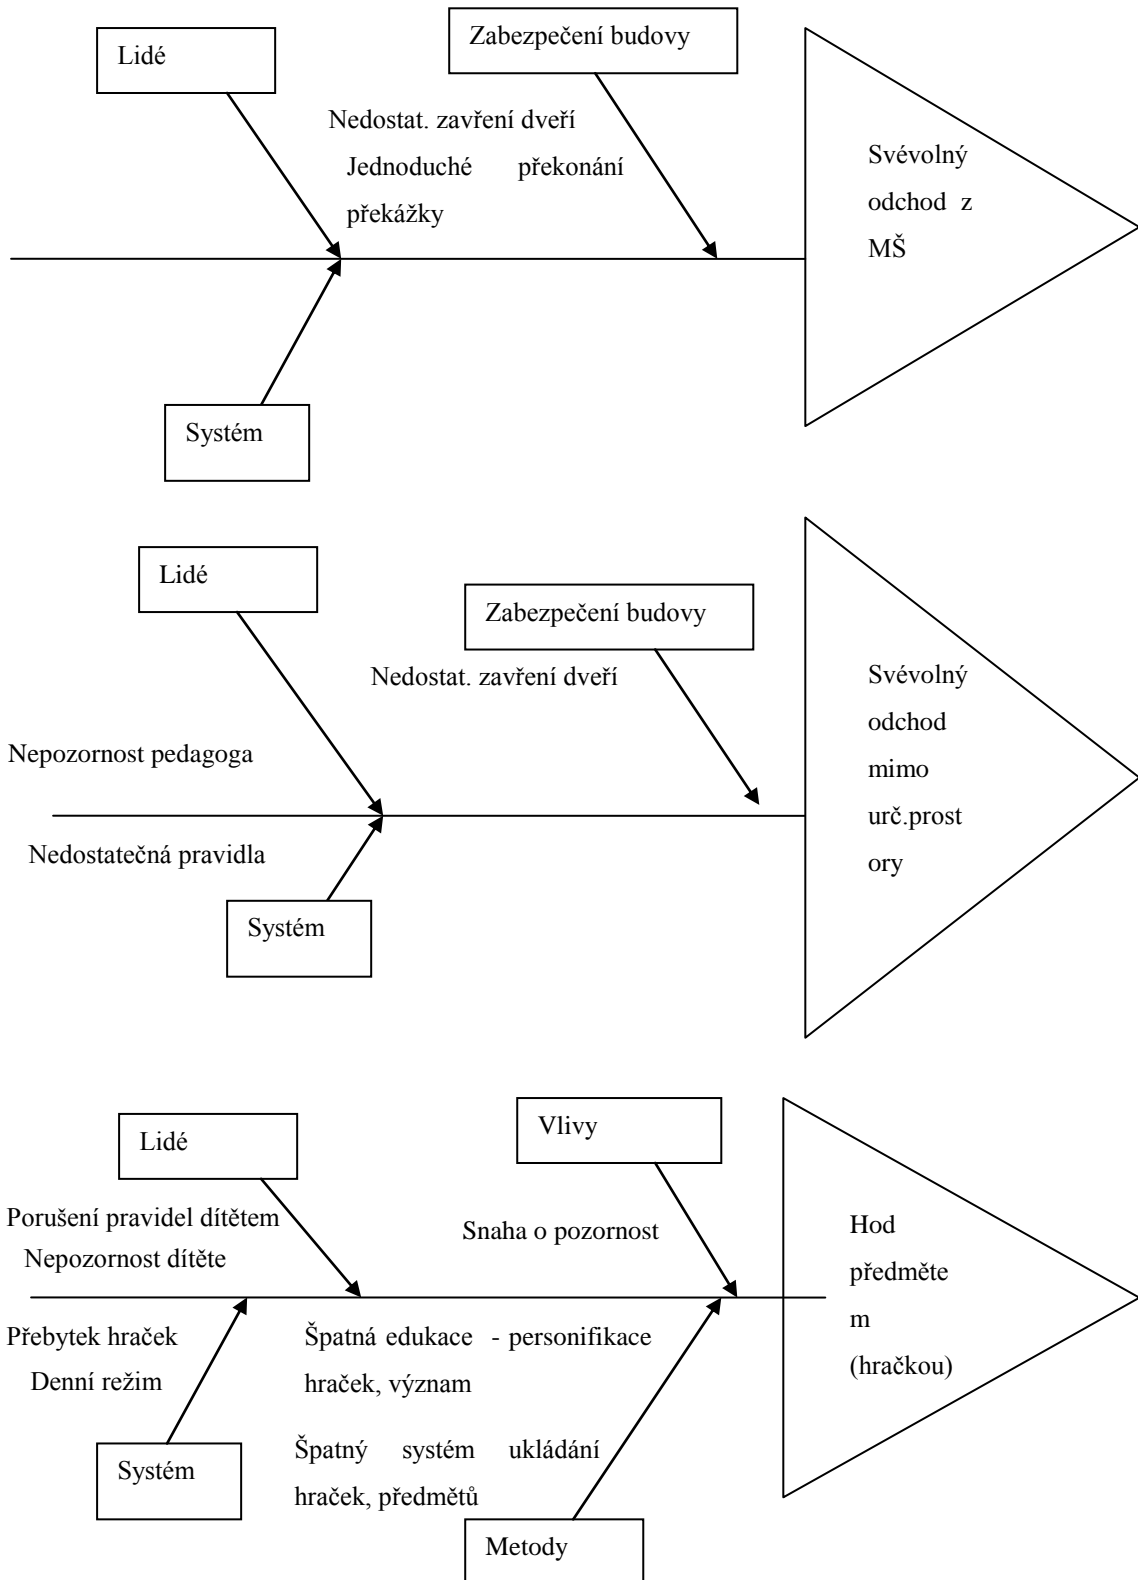 Lidé
Zabezpečení budovy
Nedostat. zavření dveří
Jednoduché překonání
překážky
Svévolný
odchod z
MŠ
Systém
Lidé
Zabezpečení budovy
Nedostat. zavření dveří
Nepozornost pedagoga
Svévolný
odchod
mimo
urč.prost
ory
Nedostatečná pravidla
Systém
Lidé
Vlivy
Porušení pravidel dítětem
Nepozornost dítěte
Snaha o pozornost
Hod
předměte
m
(hračkou)
Přebytek hraček
Denní režim
Špatná edukace - personifikace
hraček, význam
Špatný systém ukládání
hraček, předmětů
Systém
Metody